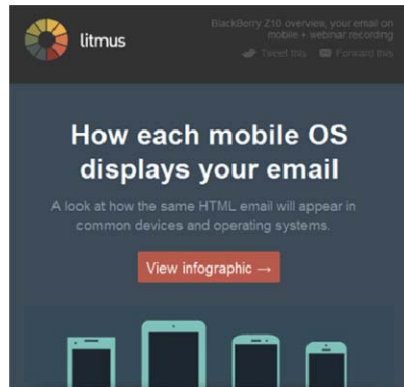 litmus
BlackBerry Z10 overview, your email on
mobile + webinar recording
Tweet this Forward this
How each mobile OS
displays your email
A look at how the same HTML email will appear in
common devices and operating systems.
View infographic →